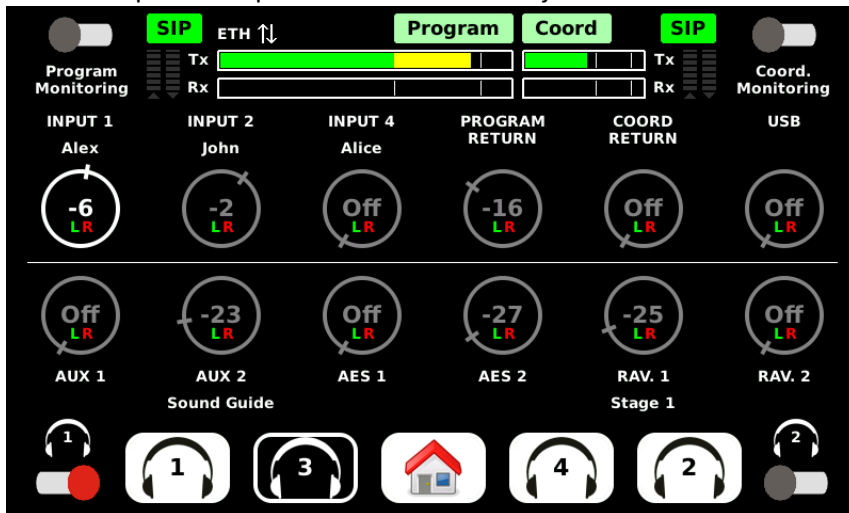 SIP ETH Program Coord SIP
Tx Tx
Rx Rx
Program Monitoring
Coord. Monitoring
INPUT 1 INPUT 2 INPUT 4 PROGRAM RETURN COORD RETURN USB
Alex John Alice
-6 -2 Off -16 Off Off
L R L R L R L R L R L R
Off -23 Off -27 -25 Off
L R L R L R L R L R L R
AUX 1 AUX 2 AES 1 AES 2 RAV. 1 RAV. 2
Sound Guide Stage 1
1 2
1 3 4 2